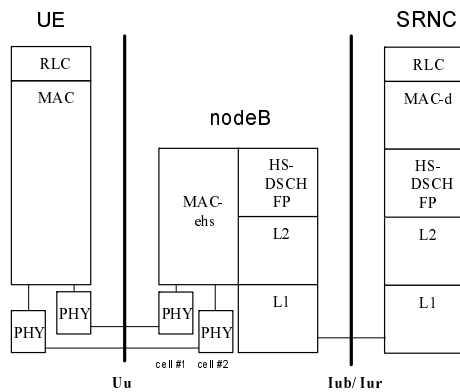 UE
SRNC
RLC
MAC
nodeB
RLC
MAC-d
MAC-
ehs
HS-
DSCH
FP
HS-
DSCH
FP
L2
L2
PHY
PHY
PHY
PHY
L1
L1
cell #1
cell #2
Uu
Iub/ Iur